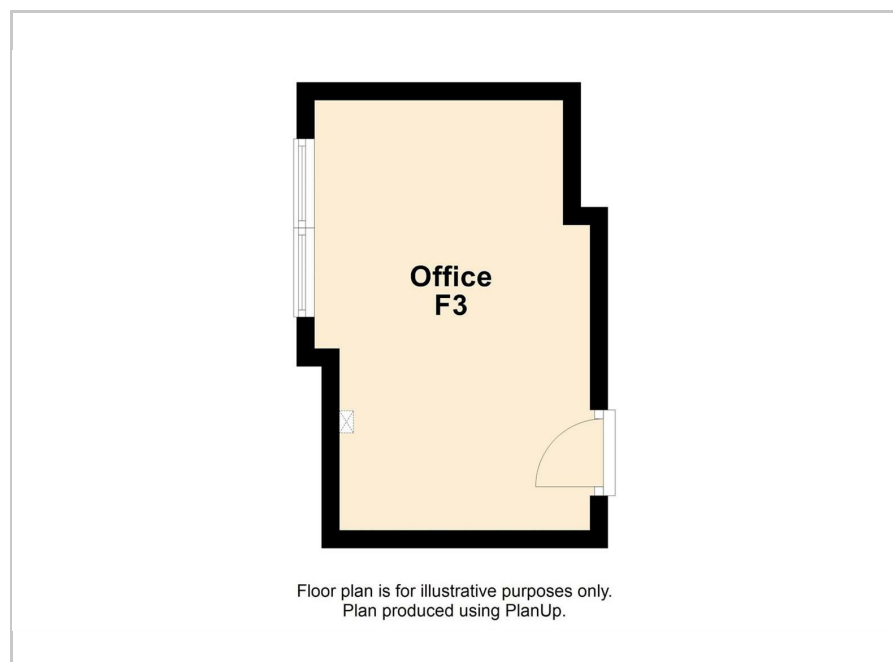 Office
F3
Floor plan is for illustrative purposes only.
Plan produced using PlanUp.